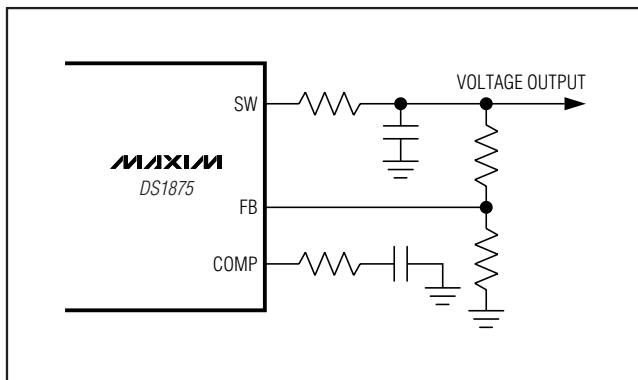 VOLTAGE OUTPUT
SW
MAXIM
DS1875
FB
COMP